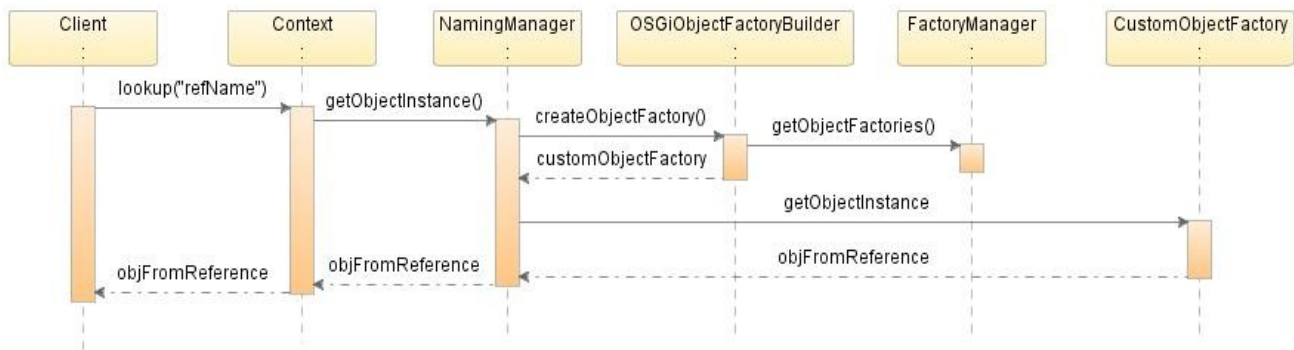 Client
:
Context
:
NamingManager
:
OSGiObjectFactoryBuilder
:
FactoryManager
:
CustomObjectFactory
:
lookup("refName")
getObjectInstance()
createObjectFactory()
getObjectFactories()
customObjectFactory
getObjectInstance
objFromReference
objFromReference
objFromReference